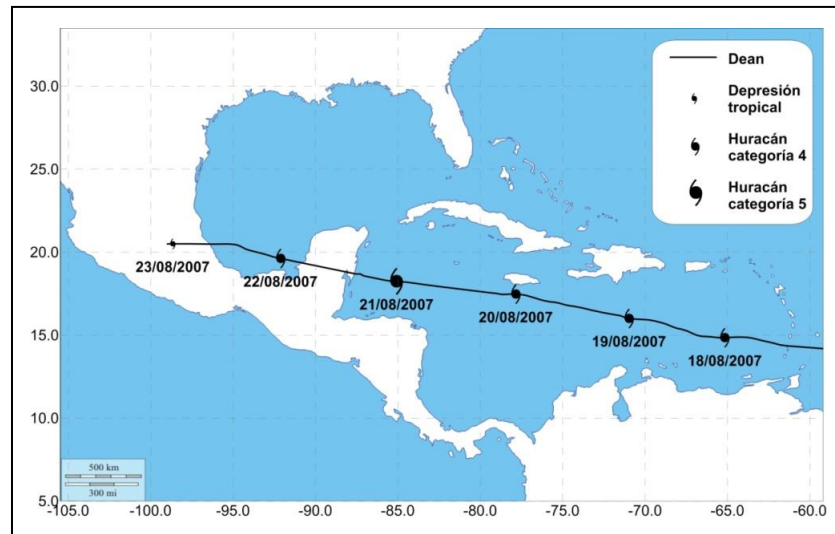 Dean
Depresión
tropical
Huracán
categoría 4
Huracán
categoría 5
33.0
30.0
25.0
20.0
15.0
10.0
5.0
23/08/2007
22/08/2007
21/08/2007
20/08/2007
19/08/2007
18/08/2007
500 km
300 mi
-105.0 -100.0 -95.0 -90.0 -85.0 -80.0 -75.0 -70.0 -65.0 -60.0